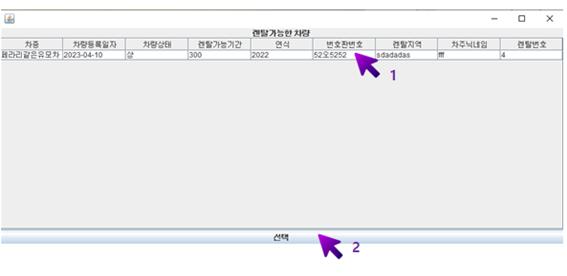 렌탈가능한 차량
차종 차량등록일자 차량상태 렌탈가능기간 연식 번호판번호 렌탈지역 차주닉네임 렌탈번호
페라리같은유모차 2023-04-10 상 300 2022 52오5252 sdadadas fff 4
1
선택
2